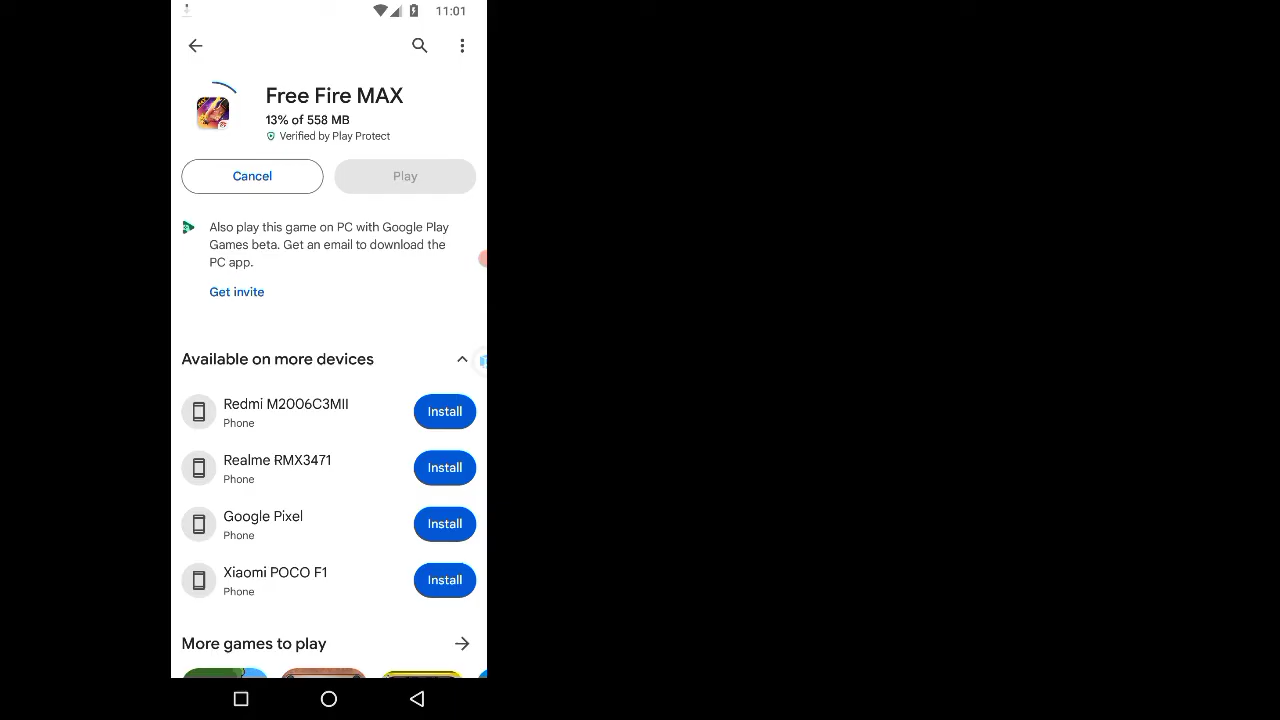 11:01
Free Fire MAX
13% of 558 MB
Verified by Play Protect
Cancel
Play
Also play this game on PC with Google Play
Games beta. Get an email to download the
PC app.
Get invite
Available on more devices
Redmi M2006C3MII
Phone
Install
Realme RMX3471
Phone
Install
Google Pixel
Phone
Install
Xiaomi POCO F1
Phone
Install
More games to play